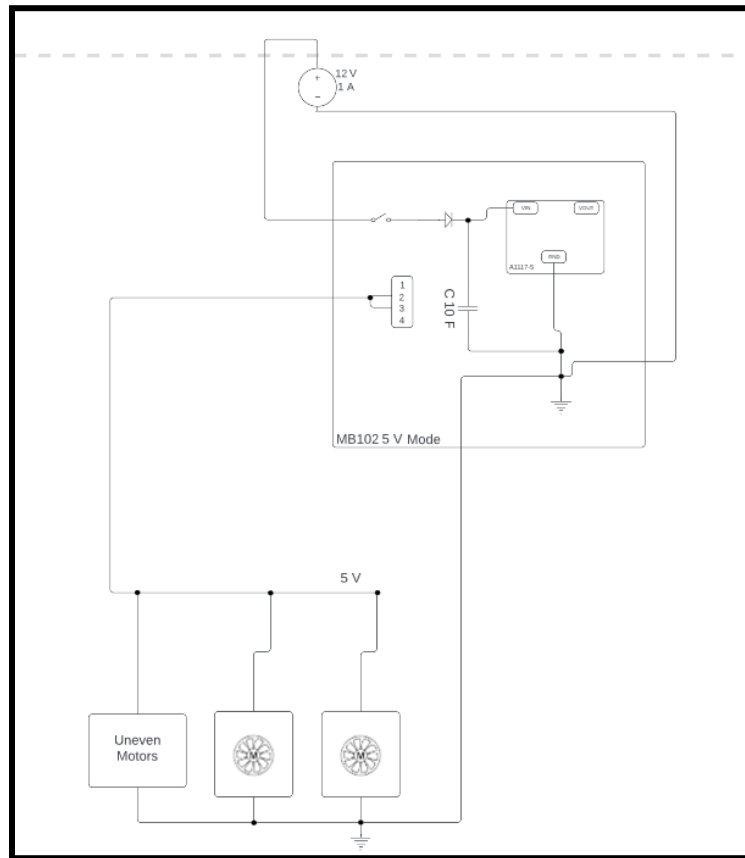 +
12 V
1 A
−
VIN
VOUT
GND
A1117-5
1
2
3
4
C 10 F
MB102 5 V Mode
5 V
Uneven
Motors
M
M